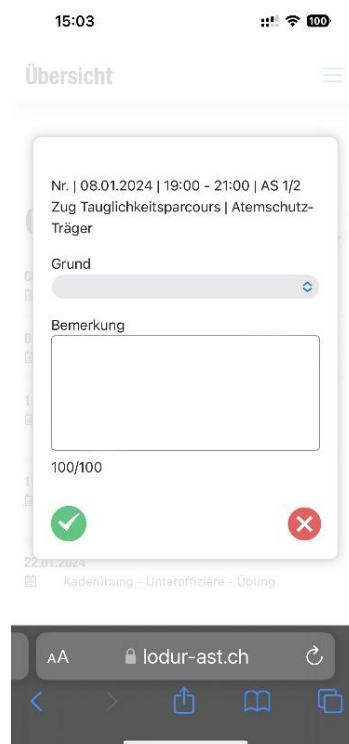 15:03
100
Übersicht
Nr. | 08.01.2024 | 19:00 - 21:00 | AS 1/2
Zug Tauglichkeitsparcours | Atemschutz-
Träger
Grund
Bemerkung
100/100
22.01.2024
Kaderübung - Unteroffiziere - Übung
AA
lodur-ast.ch